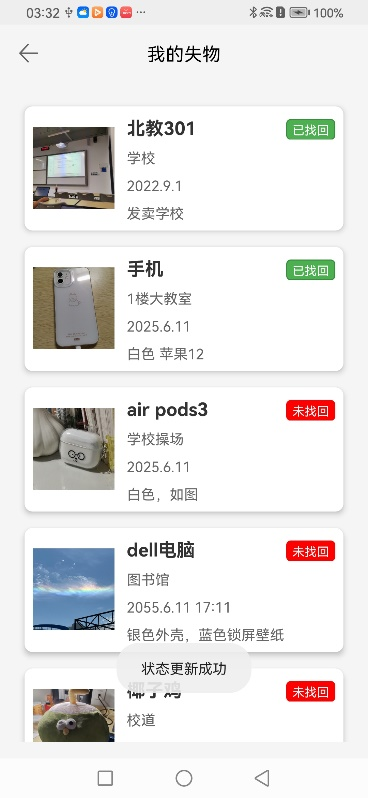 03:32 ··· 100%
我的失物
北教301 已找回
学校
2022.9.1
发卖学校
手机 已找回
1楼大教室
2025.6.11
白色 苹果12
air pods3 未找回
学校操场
2025.6.11
白色，如图
dell电脑 未找回
图书馆
2055.6.11 17:11
银色外壳，蓝色锁屏壁纸
状态更新成功
椰子鸡 未找回
校道